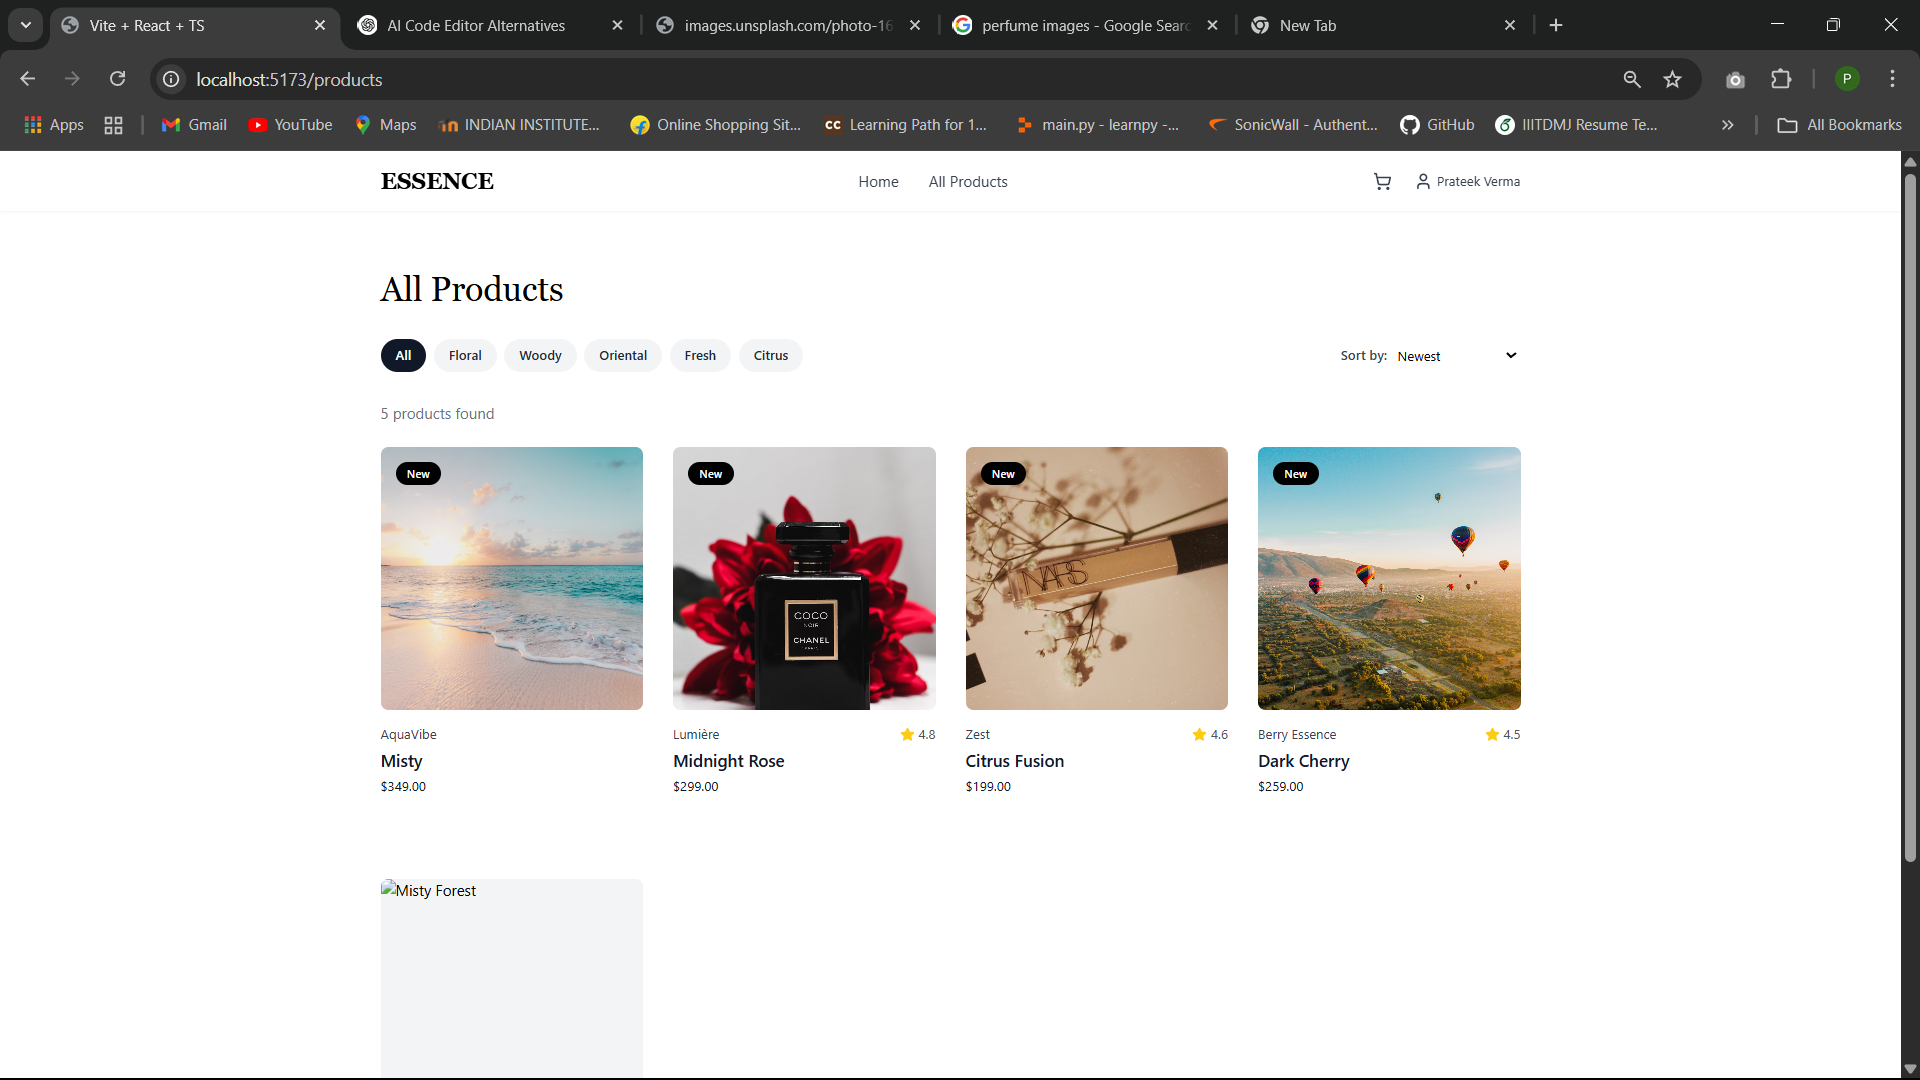 Vite + React + TS
AI Code Editor Alternatives
images.unsplash.com/photo-16
perfume images - Google Searc
New Tab
localhost:5173/products
P
Apps
Gmail
YouTube
Maps
INDIAN INSTITUTE...
Online Shopping Sit...
CC Learning Path for 1...
main.py - learnpy -...
SonicWall - Authent...
GitHub
IIITDMJ Resume Te...
All Bookmarks
ESSENCE
Home
All Products
Prateek Verma
All Products
All
Floral
Woody
Oriental
Fresh
Citrus
Sort by: Newest
5 products found
New
New
COCO
NOIR
CHANEL
PARIS
New
NARS
New
AquaVibe
Misty
$349.00
Lumière
4.8
Midnight Rose
$299.00
Zest
4.6
Citrus Fusion
$199.00
Berry Essence
4.5
Dark Cherry
$259.00
Misty Forest